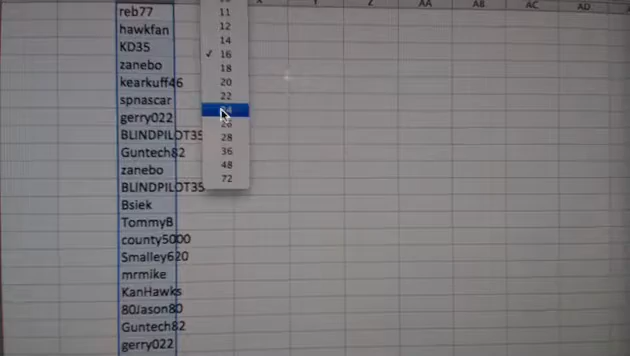 X Y Z AA AB AC AD
reb77
hawkfan
KD35
zanebo
kearkuff46
spnascar
gerry022
BLINDPILOT35
Guntech82
zanebo
BLINDPILOT35
Bsiek
TommyB
county5000
Smalley620
mrmike
KanHawks
80Jason80
Guntech82
gerry022
11
12
14
✓ 16
18
20
22
24
26
28
36
48
72